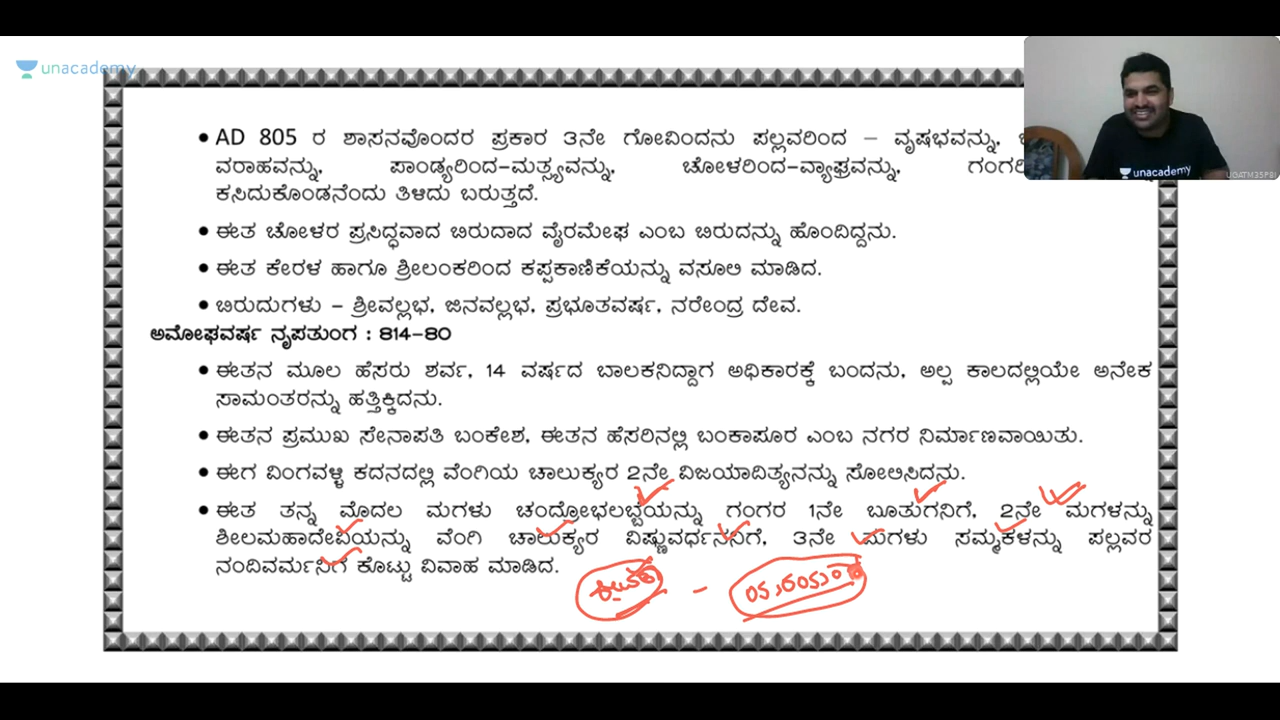 unacademy
• AD 805 ರ ಶಾಸನವೊಂದರ ಪ್ರಕಾರ 3ನೇ ಗೋವಿಂದನು ಪಲ್ಲವರಿಂದ – ವೃಷಭವನ್ನು,
ವರಾಹವನ್ನು, ಪಾಂಡ್ಯರಿಂದ-ಮತ್ಸ್ಯವನ್ನು, ಚೋಳರಿಂದ-ವ್ಯಾಘ್ರವನ್ನು,
ಕಸಿದುಕೊಂಡನೆಂದು ತಿಳಿದು ಬರುತ್ತದೆ.
• ಈತ ಚೋಳರ ಪ್ರಸಿದ್ಧವಾದ ಬಿರುದಾದ ವೈರಮೇಘ ಎಂಬ ಬಿರುದನ್ನು ಹೊಂದಿದ್ದನು.
• ಈತ ಕೇರಳ ಹಾಗೂ ಶ್ರೀಲಂಕರಿಂದ ಕಪ್ಪಕಾಣಿಕೆಯನ್ನು ವಸೂಲಿ ಮಾಡಿದ.
• ಬಿರುದುಗಳು – ಶ್ರೀವಲ್ಲಭ, ಜಿನವಲ್ಲಭ, ಪ್ರಭೂತವರ್ಷ, ನರೇಂದ್ರ ದೇವ.
ಅಮೋಘವರ್ಷ ನೃಪತುಂಗ : 814-80
• ಈತನ ಮೂಲ ಹೆಸರು ಶರ್ವ, 14 ವರ್ಷದ ಬಾಲಕನಿದ್ದಾಗ ಅಧಿಕಾರಕ್ಕೆ ಬಂದನು, ಅಲ್ಪ ಕಾಲದಲ್ಲಿಯೇ ಅನೇಕ
ಸಾಮಂತರನ್ನು ಹತ್ತಿಕ್ಕಿದನು.
• ಈತನ ಪ್ರಮುಖ ಸೇನಾಪತಿ ಬಂಕೇಶ, ಈತನ ಹೆಸರಿನಲ್ಲಿ ಬಂಕಾಪೂರ ಎಂಬ ನಗರ ನಿರ್ಮಾಣವಾಯಿತು.
• ಈಗ ವಿಂಗವಳ್ಳಿ ಕದನದಲ್ಲಿ ವೆಂಗಿಯ ಚಾಲುಕ್ಯರ 2ನೇ ವಿಜಯಾದಿತ್ಯನನ್ನು ಸೋಲಿಸಿದನು.
• ಈತ ತನ್ನ ಮೊದಲ ಮಗಳು ಚಂದ್ರೋಭಲಬ್ಬೆಯನ್ನು ಗಂಗರ 1ನೇ ಬೂತುಗನಿಗೆ, 2ನೇ ಮಗಳನ್ನು
ಶೀಲಮಹಾದೇವಿಯನ್ನು ವೆಂಗಿ ಚಾಲುಕ್ಯರ ವಿಷ್ಣುವರ್ಧನನಿಗೆ, 3ನೇ ಮಗಳು ಸಮ್ಮಕಳನ್ನು ಪಲ್ಲವರ
ನಂದಿವರ್ಮನಿಗೆ ಕೊಟ್ಟು ವಿವಾಹ ಮಾಡಿದ.
unacademy